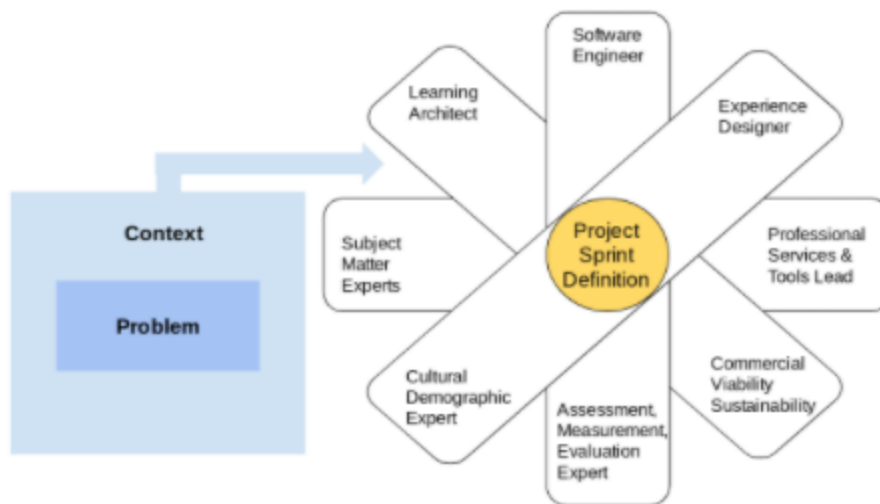 Software
Engineer
Learning
Architect
Experience
Designer
Context
Subject
Matter
Experts
Project
Sprint
Definition
Professional
Services &
Tools Lead
Problem
Cultural
Demographic
Expert
Assessment,
Measurement,
Evaluation
Expert
Commercial
Viability
Sustainability